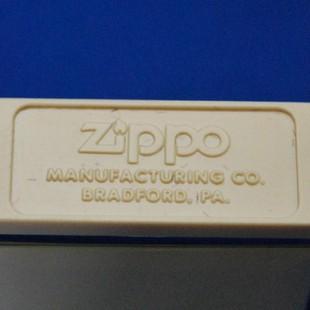 Zippo
MANUFACTURING CO.
BRADFORD, PA.